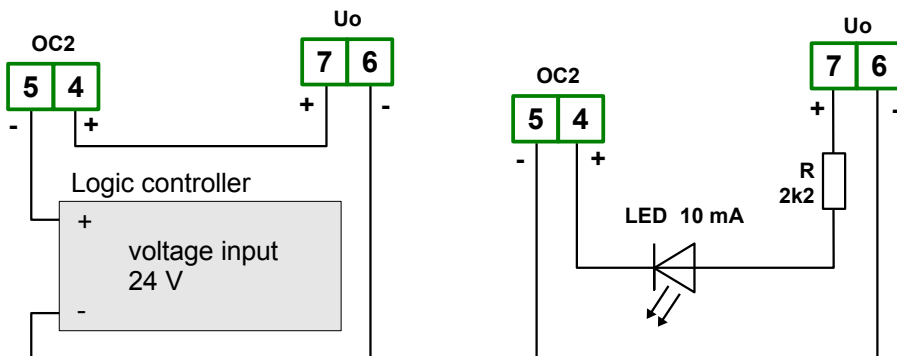 OC2
5 4
- +
Uo
7 6
+ -
Logic controller
+
voltage input
24 V
-
OC2
5 4
- +
Uo
7 6
+ -
R
2k2
LED 10 mA